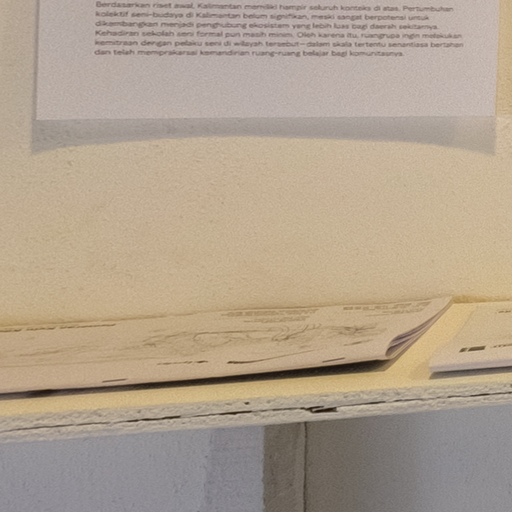 Berdasarkan riset awal, Kalimantan memiliki hampir seluruh konteks di atas. Pertumbuhan
kolektif seni-budaya di Kalimantan belum signifikan, meski sangat berpotensi untuk
dikembangkan menjadi penghubung ekosistem yang lebih luas bagi daerah sekitarnya.
Kehadiran sekolah seni formal pun masih minim. Oleh karena itu, ruangrupa ingin melakukan
kemitraan dengan pelaku seni di wilayah tersebut—dalam skala tertentu senantiasa bertahan
dan telah memprakarsai kemandirian ruang-ruang belajar bagi komunitasnya.